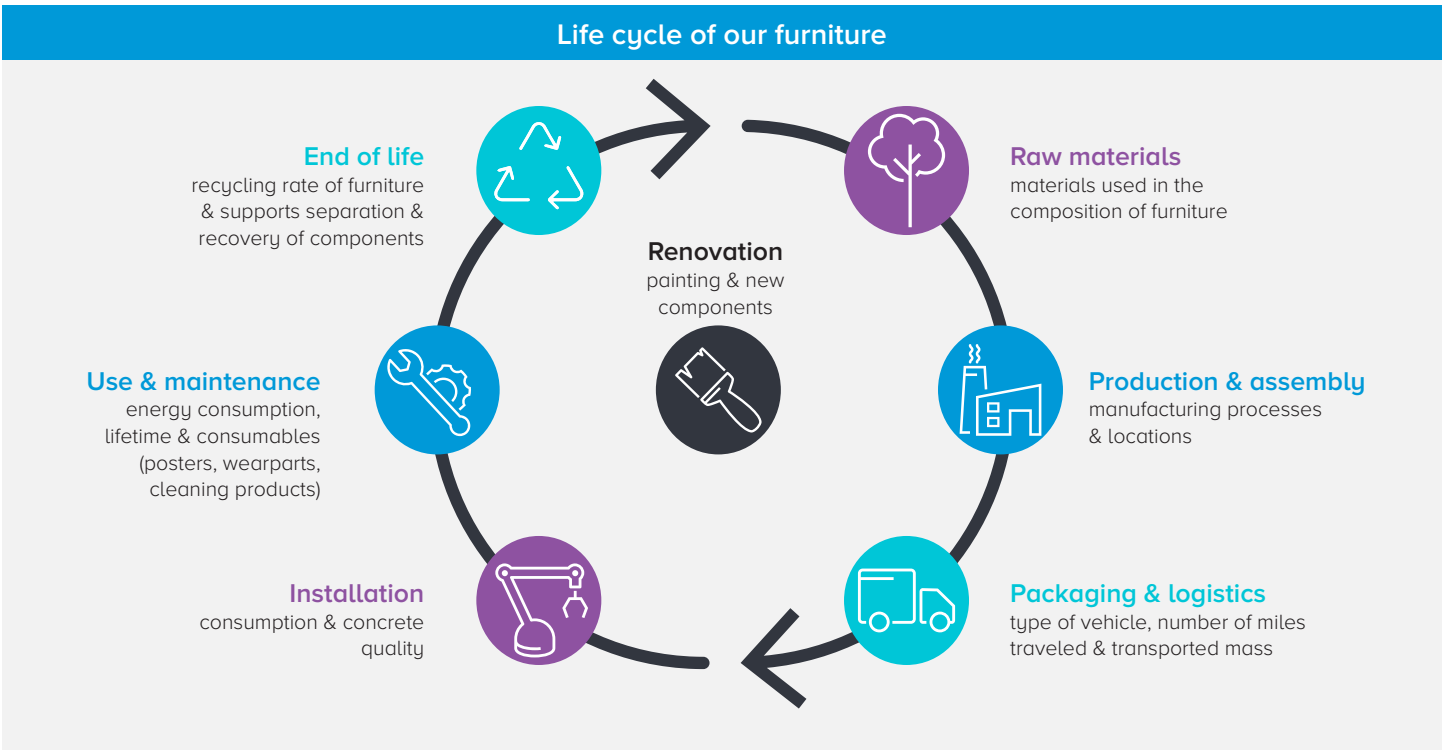 Life cycle of our furniture
End of life
recycling rate of furniture
& supports separation &
recovery of components
Raw materials
materials used in the
composition of furniture
Renovation
painting & new
components
Use & maintenance
energy consumption,
lifetime & consumables
(posters, wearparts,
cleaning products)
Production & assembly
manufacturing processes
& locations
Installation
consumption & concrete
quality
Packaging & logistics
type of vehicle, number of miles
traveled & transported mass